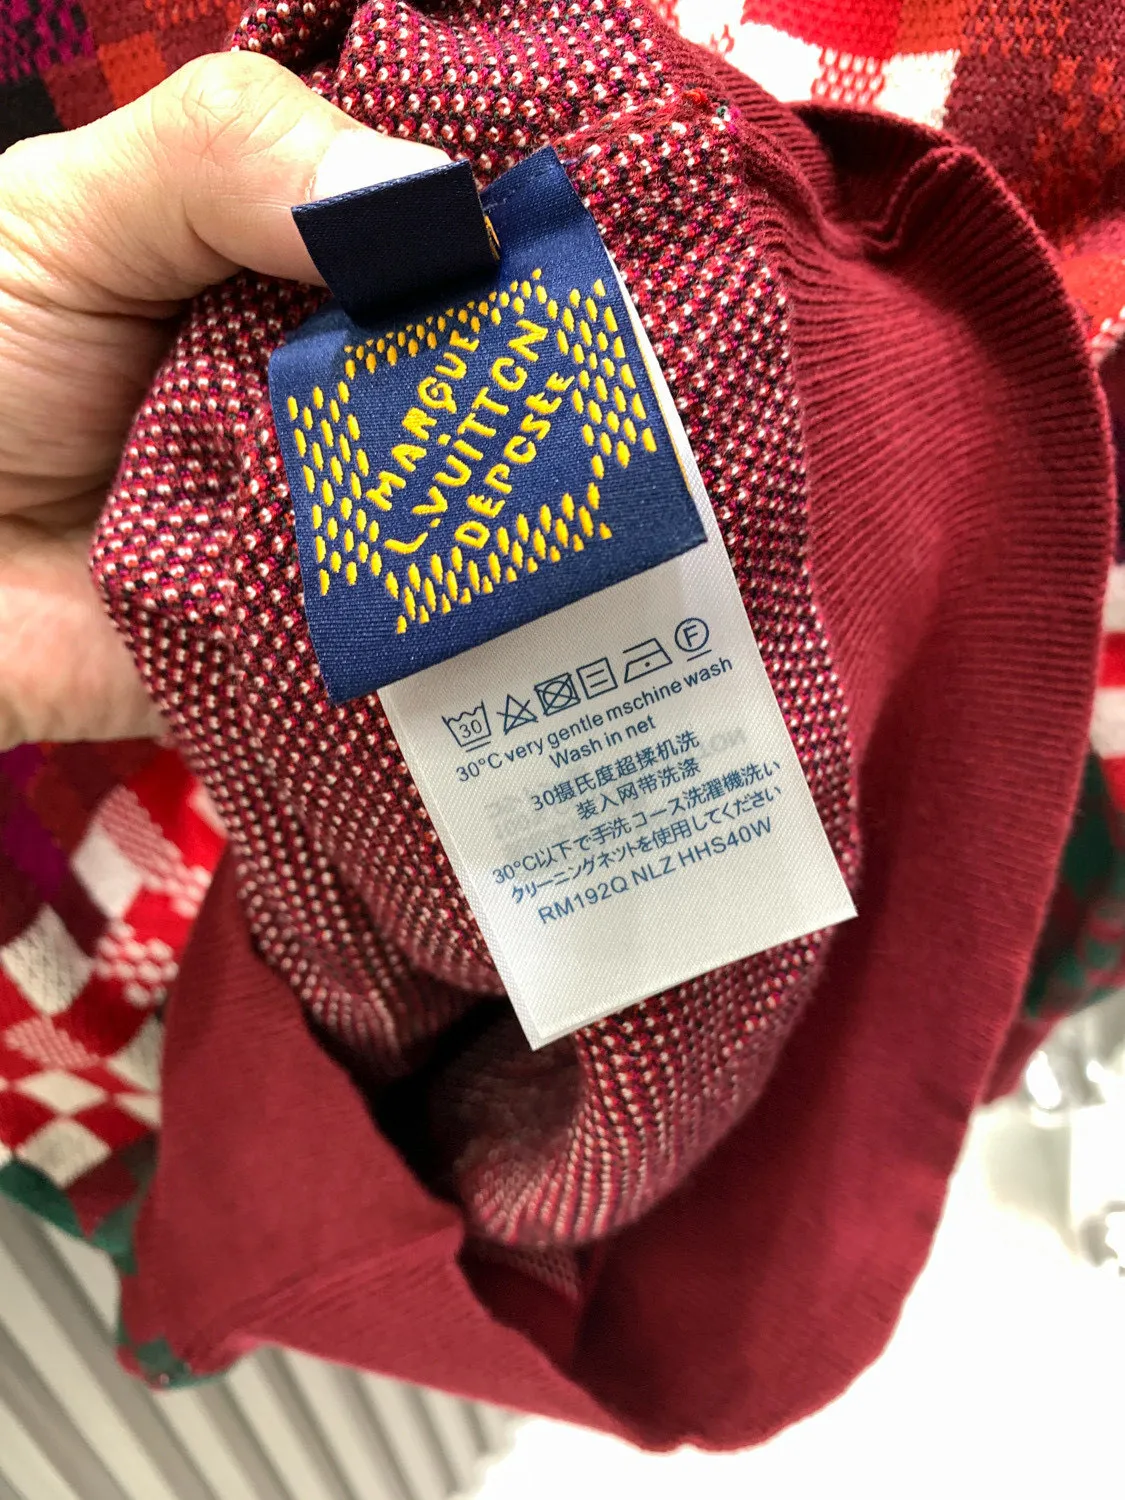 MARQUE
L.VUiTTCN
DEPCSEE
30
F
30°C very gentle mschine wash
Wash in net
30摄氏度超揉机洗
装入网带洗涤
30°C以下で手洗コース洗濯機洗い
クリーニングネットを使用してください
RM192Q NLZ HHS40W